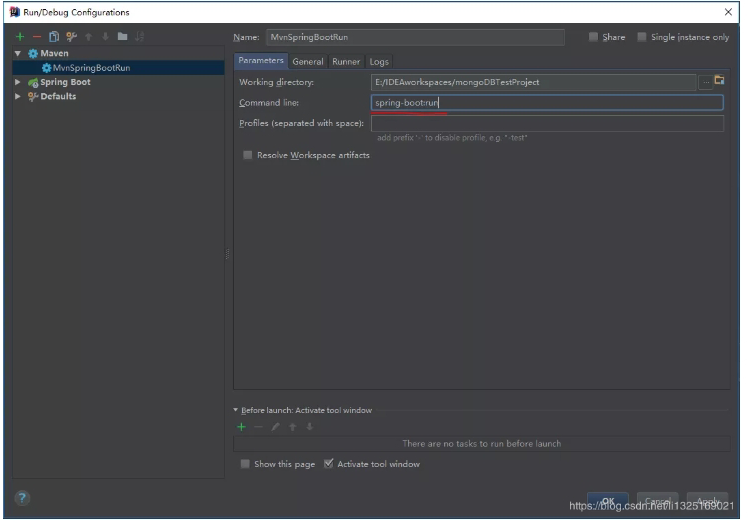 Run/Debug Configurations
Name: MvnSpringBootRun
Share
Single instance only
Maven
MvnSpringBootRun
Spring Boot
Defaults
Parameters General Runner Logs
Working directory: E:/IDEAworkspaces/mongoDBTestProject ...
Command line: spring-boot:run
Profiles (separated with space):
add prefix '-' to disable profile, e.g. "-test"
Resolve Workspace artifacts
Before launch: Activate tool window
There are no tasks to run before launch
Show this page Activate tool window
?
OK Cancel Apply
https://blog.csdn.net/li1325169021